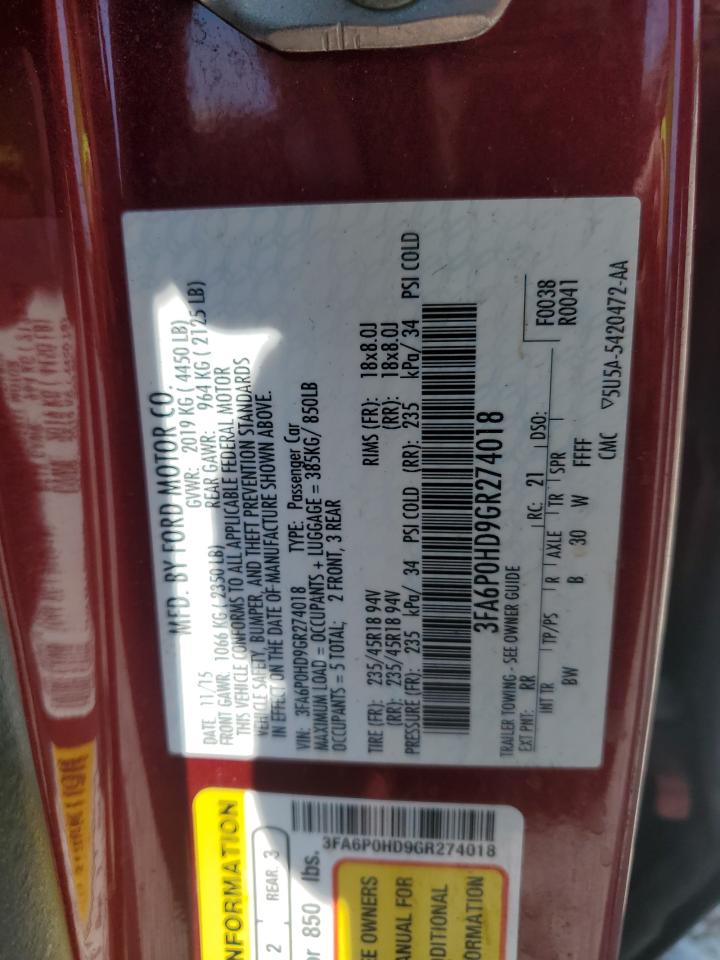 MFD. BY FORD MOTOR CO.
DATE: 11/15 GVWR: 2019 KG ( 4450 LB)
FRONT GAWR: 1066 KG ( 2350 LB) REAR GAWR: 964 KG ( 2125 LB)
THIS VEHICLE CONFORMS TO ALL APPLICABLE FEDERAL MOTOR
VEHICLE SAFETY, BUMPER, AND THEFT PREVENTION STANDARDS
IN EFFECT ON THE DATE OF MANUFACTURE SHOWN ABOVE.
VIN: 3FA6P0HD9GR274018 TYPE: Passenger Car
MAXIMUM LOAD = OCCUPANTS + LUGGAGE = 385KG/ 850LB
OCCUPANTS = 5 TOTAL; 2 FRONT, 3 REAR
TIRE (FR): 235/45R18 94V RIMS (FR): 18x8.0J
(RR): 235/45R18 94V (RR): 18x8.0J
PRESSURE (FR): 235 kPa/ 34 PSI COLD (RR): 235 kPa/ 34 PSI COLD
3FA6P0HD9GR274018
TRAILER TOWING - SEE OWNER GUIDE
F0038
R0041
EXT PNT: RR RC: 21 DSO:
INT TR TP/PS R AXLE TR SPR
BW B 30 W FFFF
CMC ▽5U5A-5420472-AA
NFORMATION
2 REAR 3
or 850 lbs.
3FA6P0HD9GR274018
E OWNERS
ANUAL FOR
DITIONAL
FORMATION